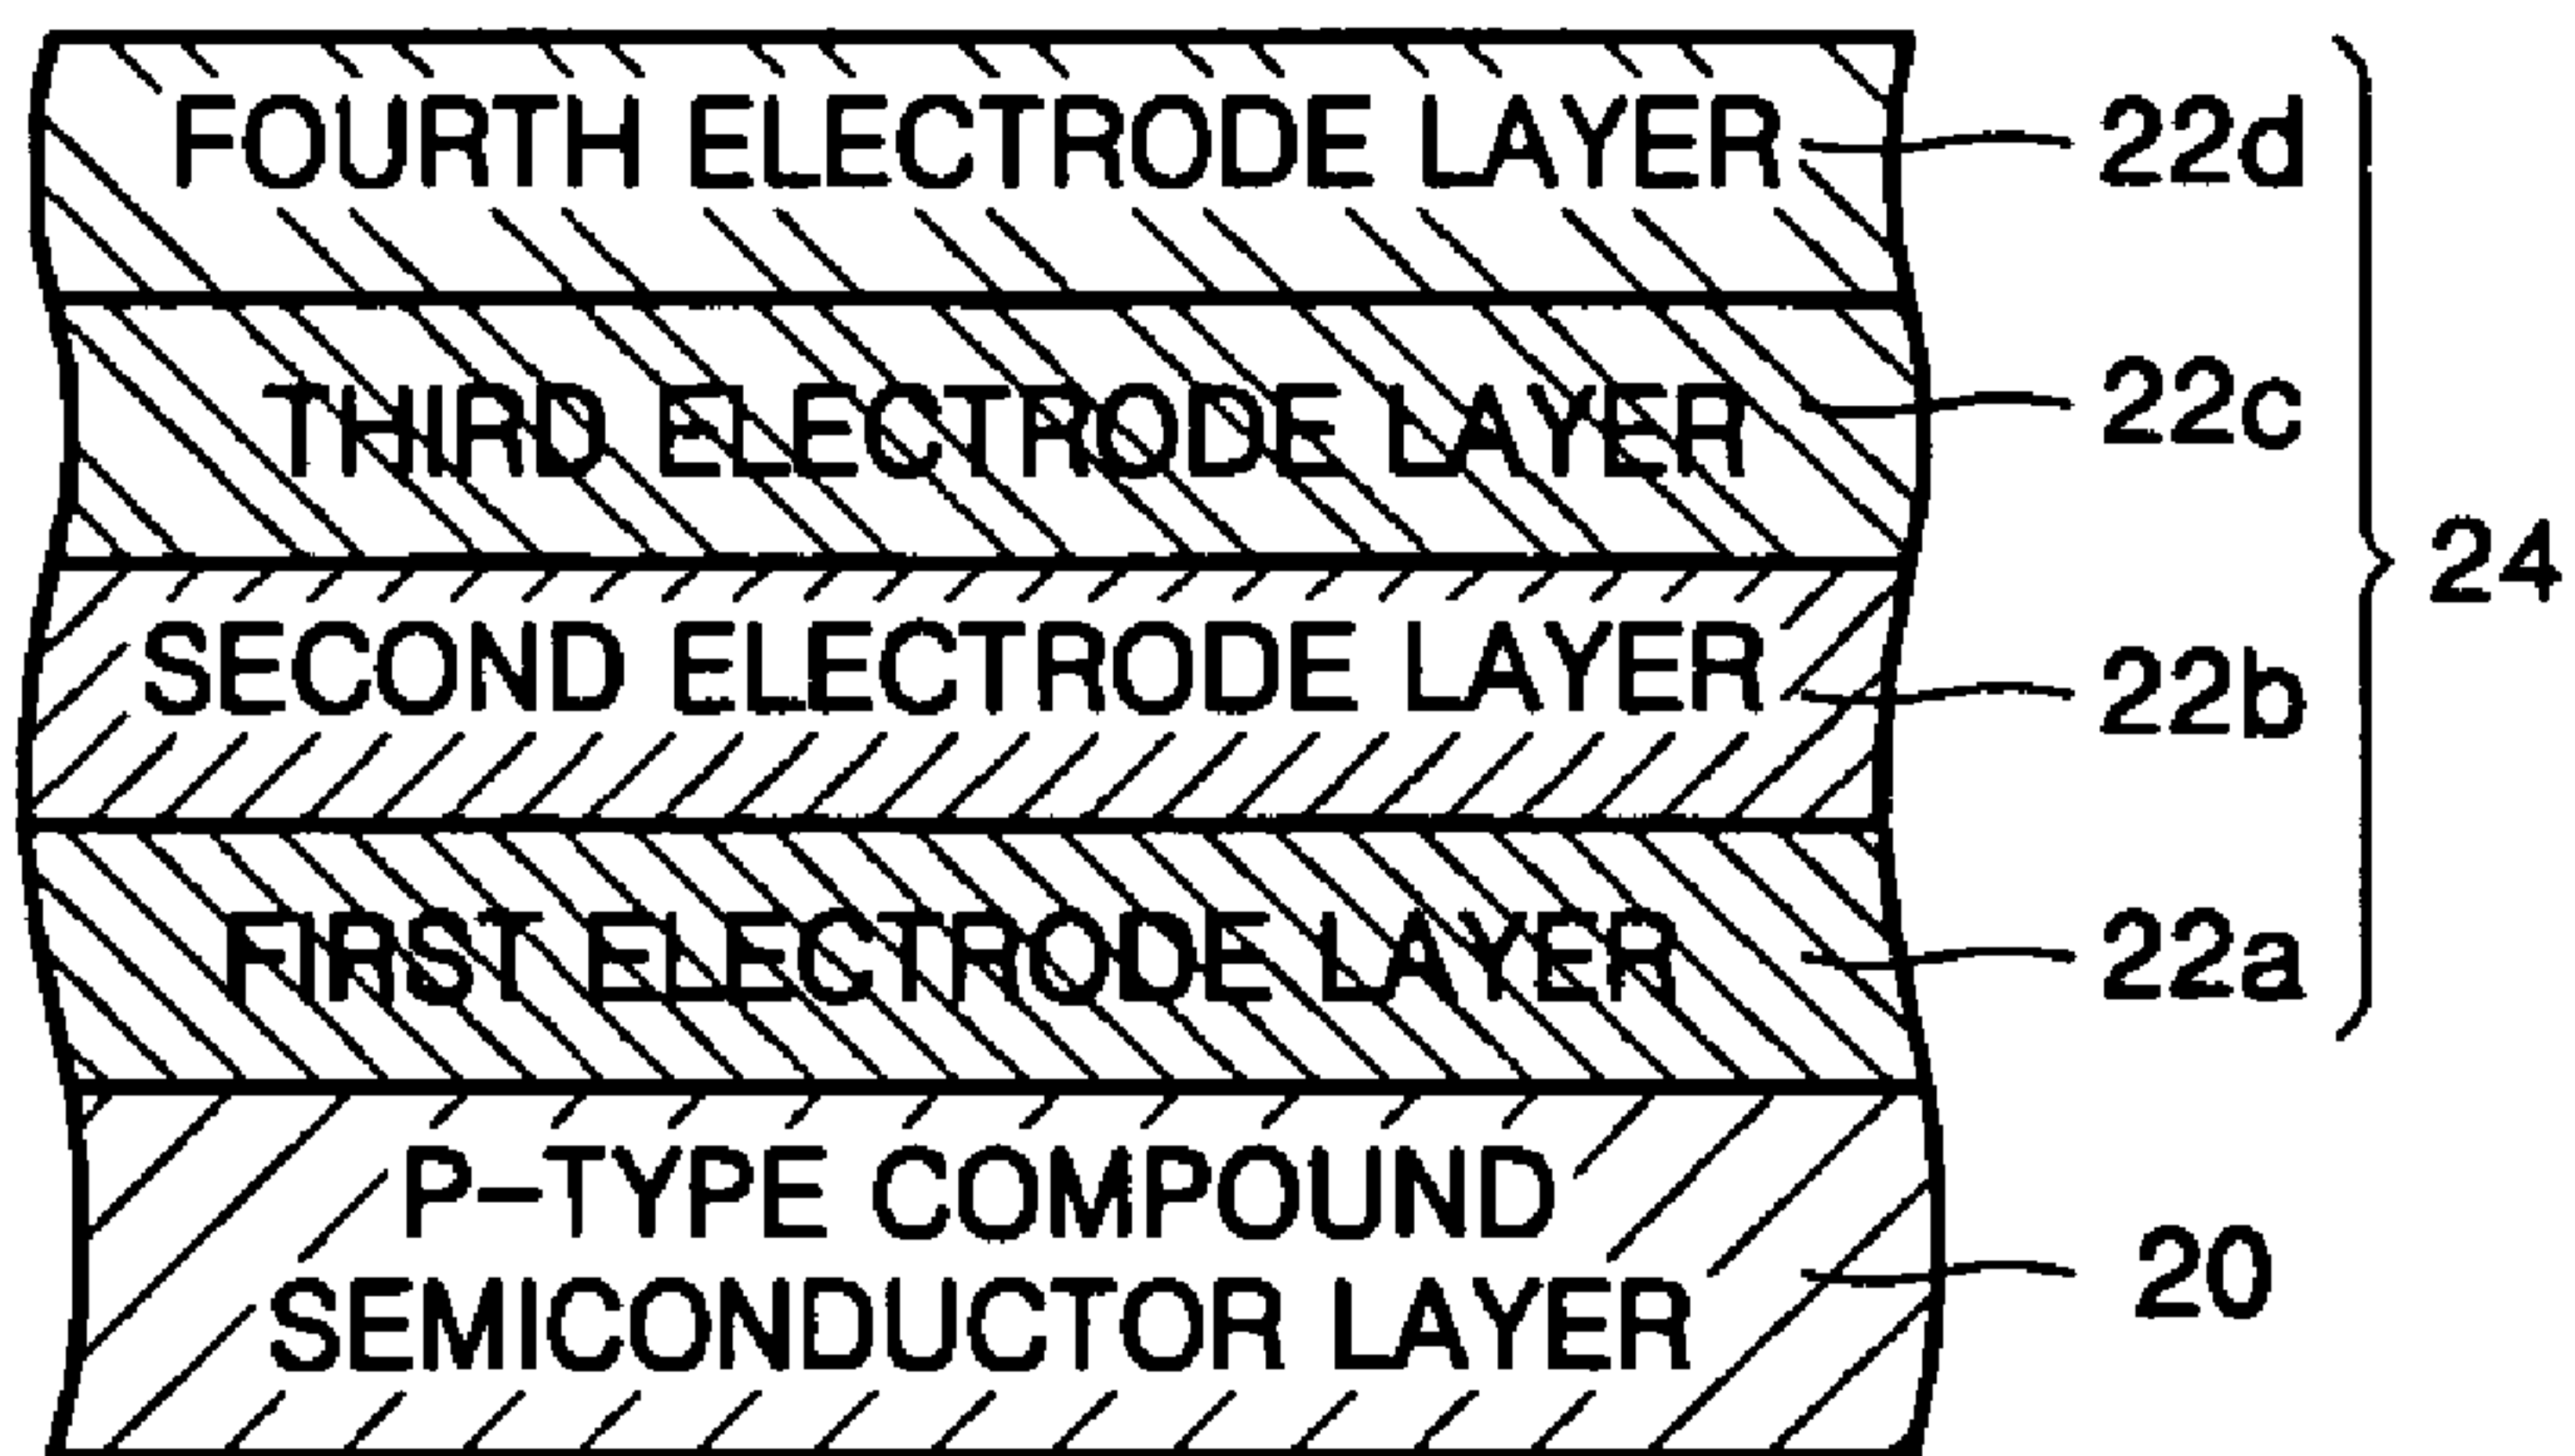 FOURTH ELECTRODE LAYER 22d
THIRD ELECTRODE LAYER 22c
24
SECOND ELECTRODE LAYER 22b
FIRST ELECTRODE LAYER 22a
P-TYPE COMPOUND
SEMICONDUCTOR LAYER
20